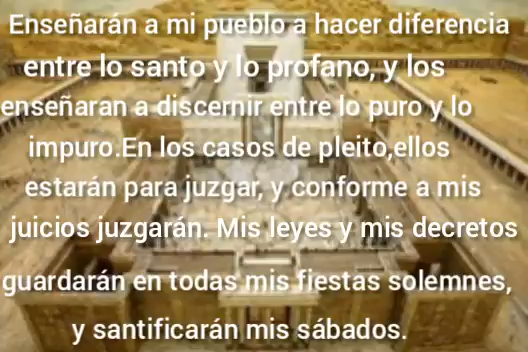 Enseñarán a mi pueblo a hacer diferencia
entre lo santo y lo profano, y los
enseñaran a discernir entre lo puro y lo
impuro.En los casos de pleito,ellos
estarán para juzgar, y conforme a mis
juicios juzgarán. Mis leyes y mis decretos
guardarán en todas mis fiestas solemnes,
y santificarán mis sábados.